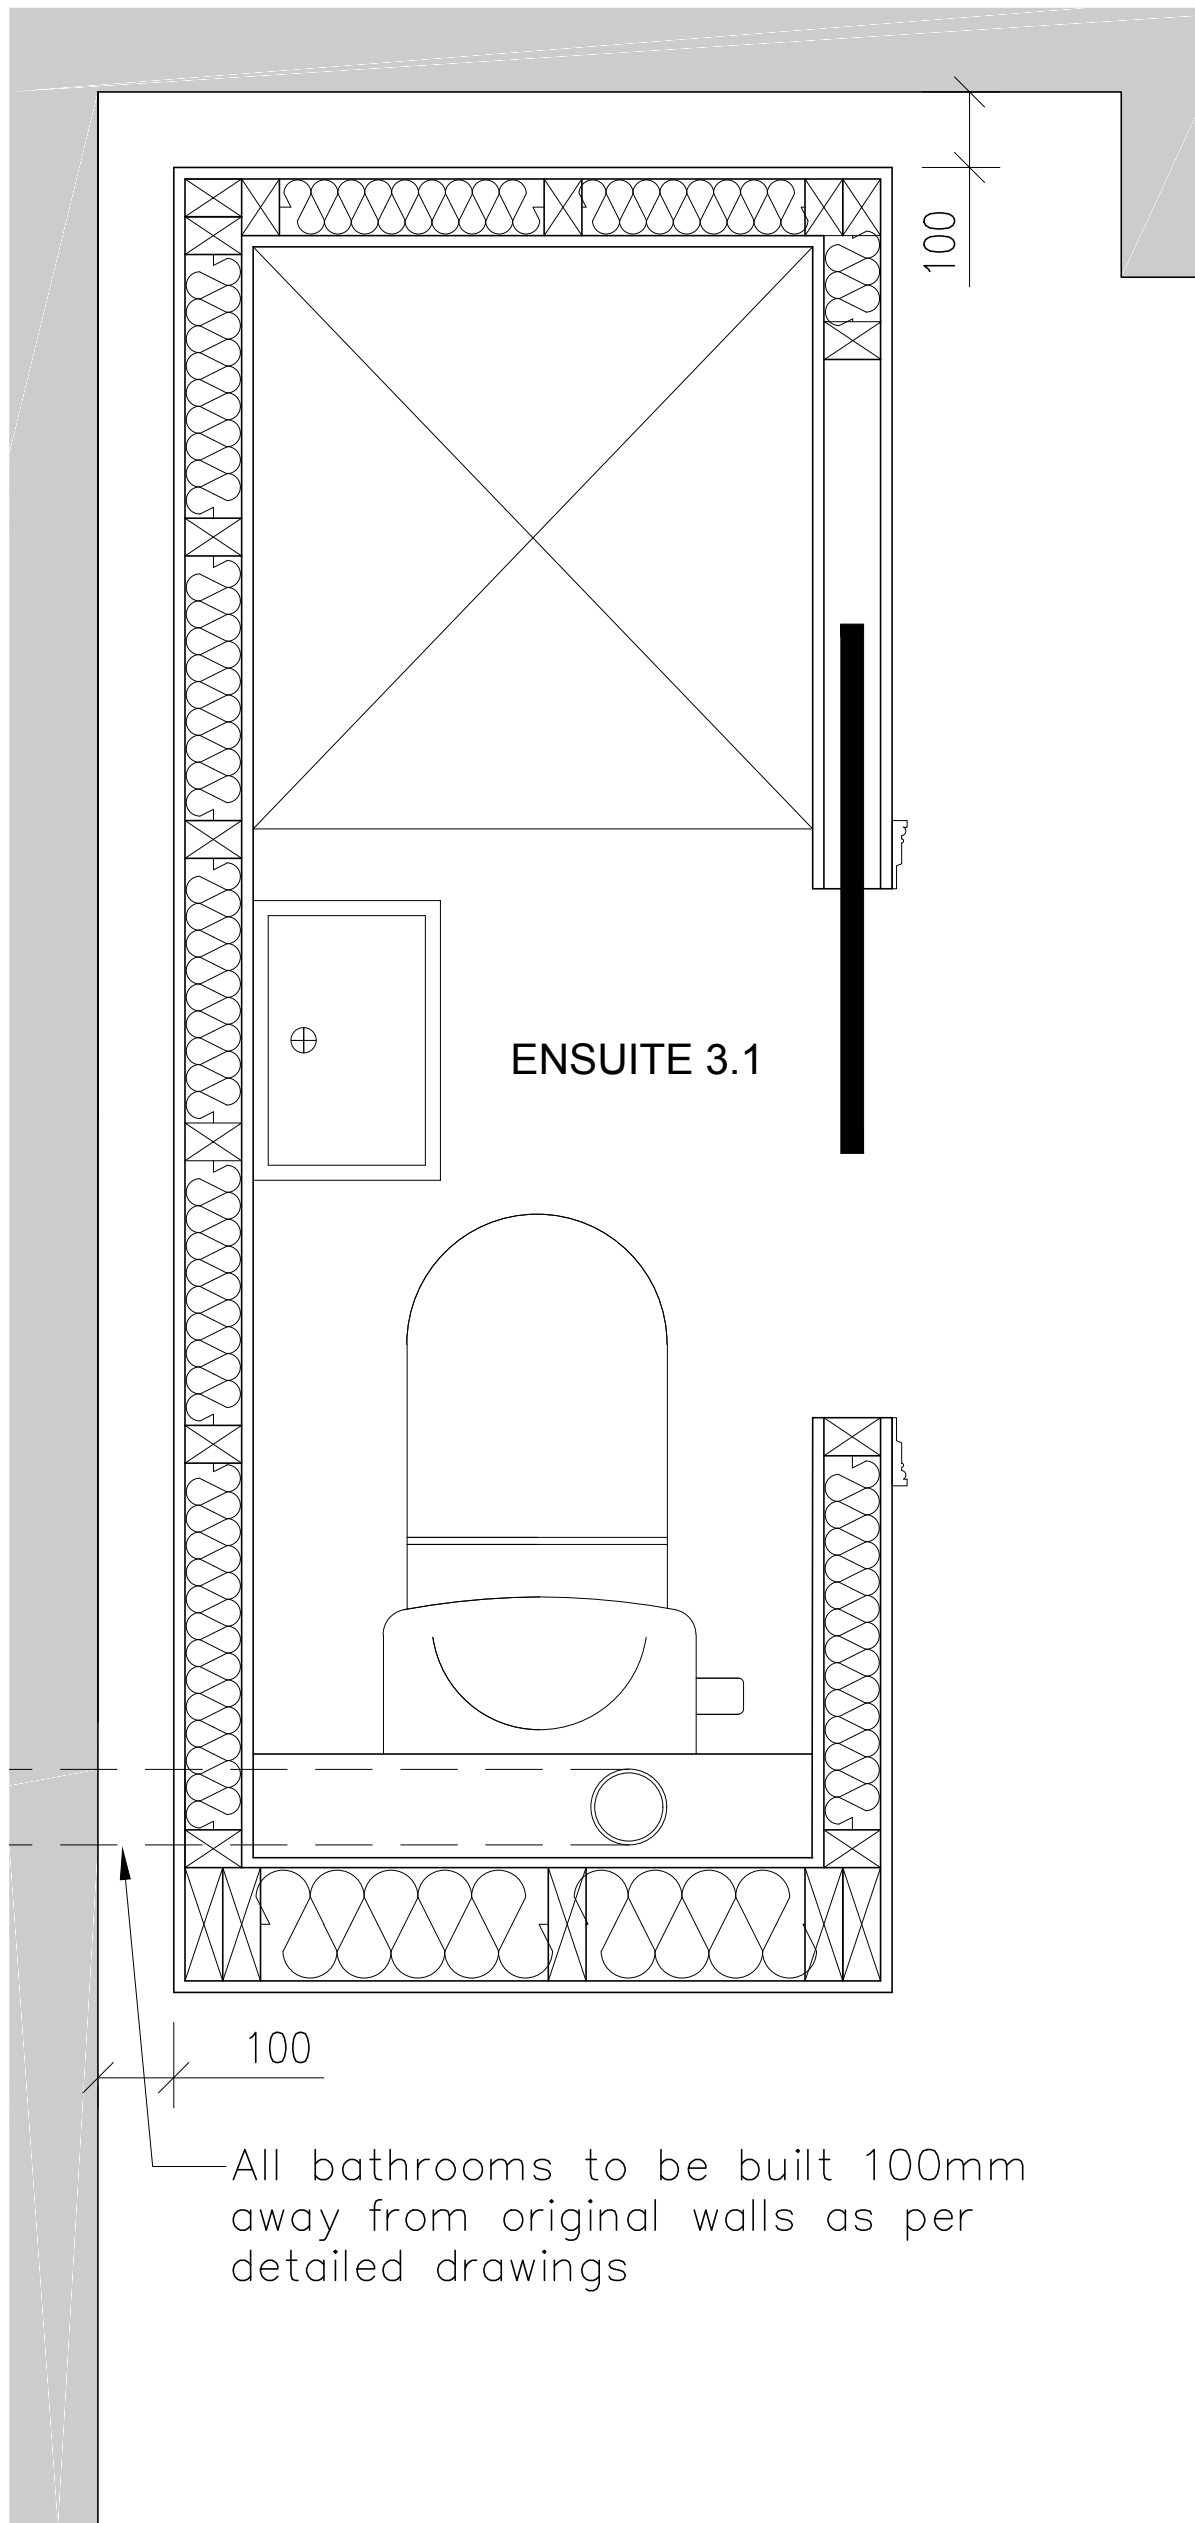 100
ENSUITE 3.1
100
All bathrooms to be built 100mm
away from original walls as per
detailed drawings